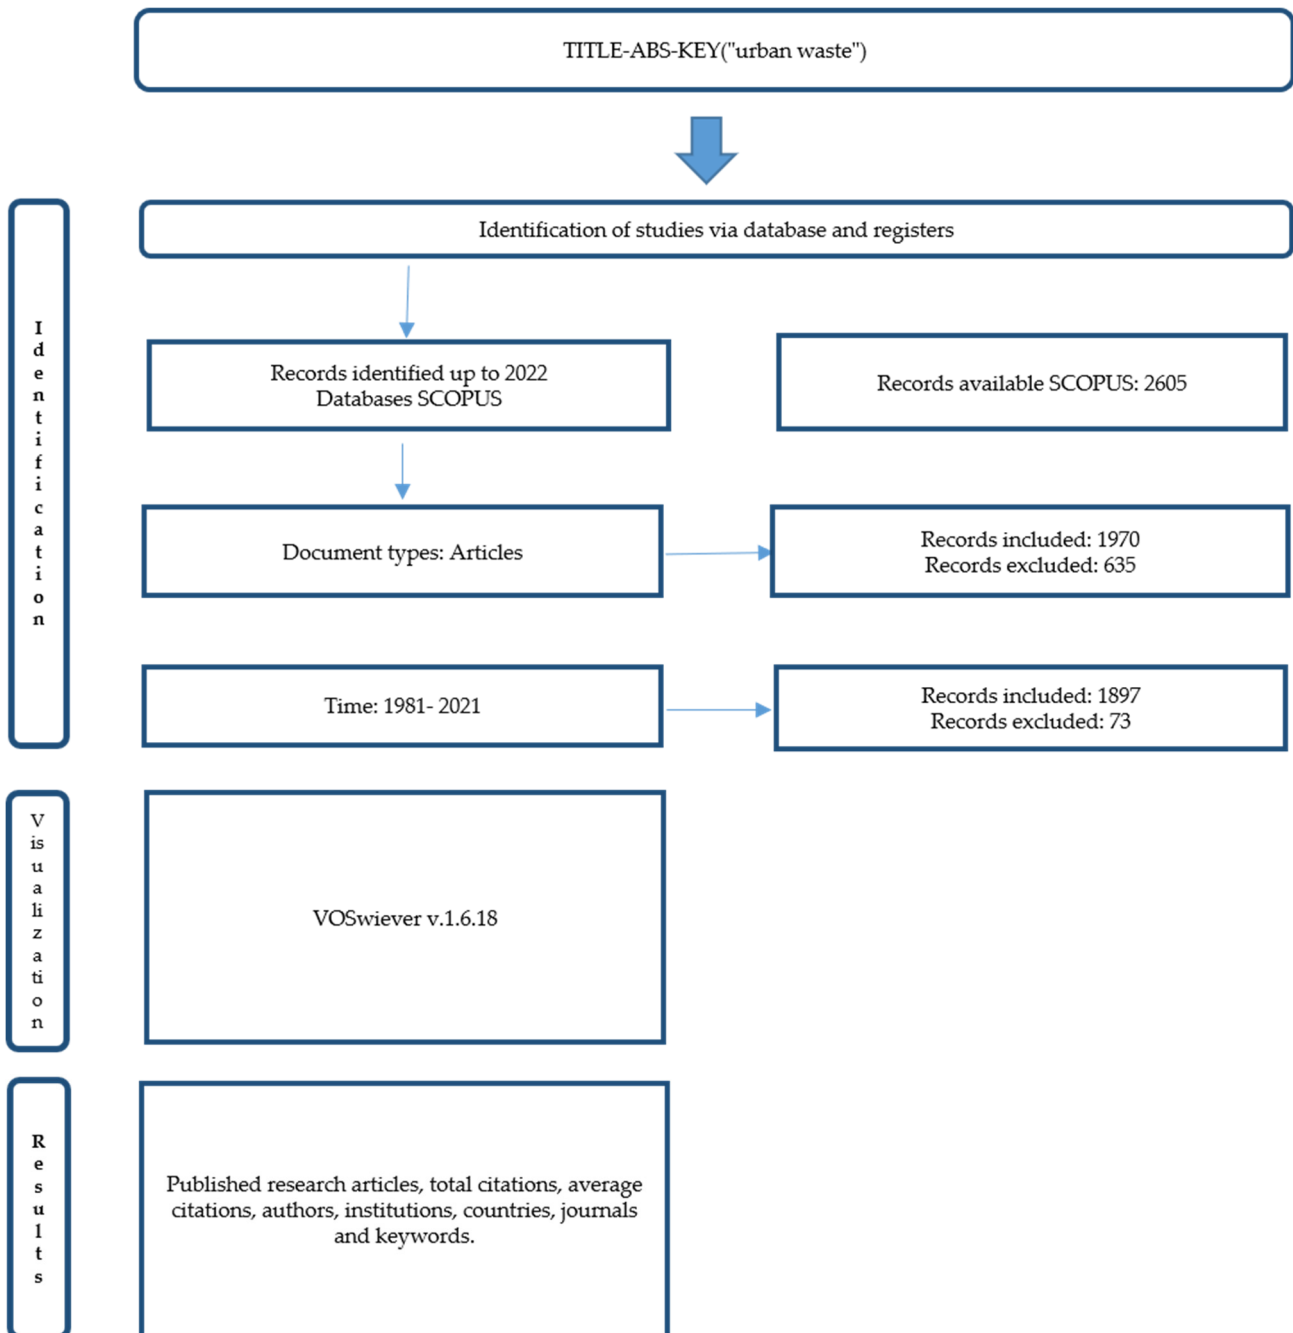 TITLE-ABS-KEY("urban waste")
Identification of studies via database and registers
Identification
Records identified up to 2022
Databases SCOPUS
Records available SCOPUS: 2605
Document types: Articles
Records included: 1970
Records excluded: 635
Time: 1981- 2021
Records included: 1897
Records excluded: 73
Visualization
VOSwiever v.1.6.18
Results
Published research articles, total citations, average
citations, authors, institutions, countries, journals
and keywords.